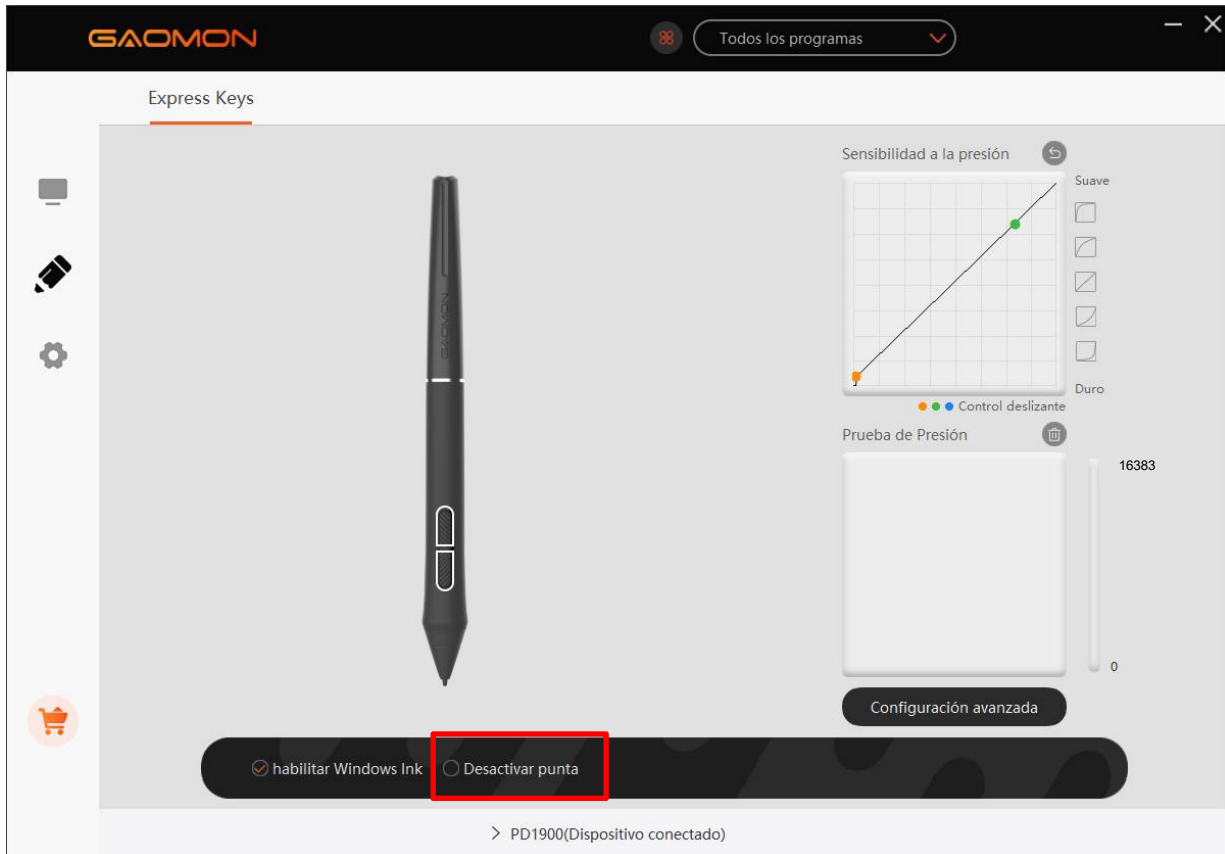 GAOMON
Todos los programas
Express Keys
Sensibilidad a la presión
Suave
Duro
Control deslizante
Prueba de Presión
16383
0
Configuración avanzada
GAOMON
habilitar Windows Ink
Desactivar punta
PD1900(Dispositivo conectado)